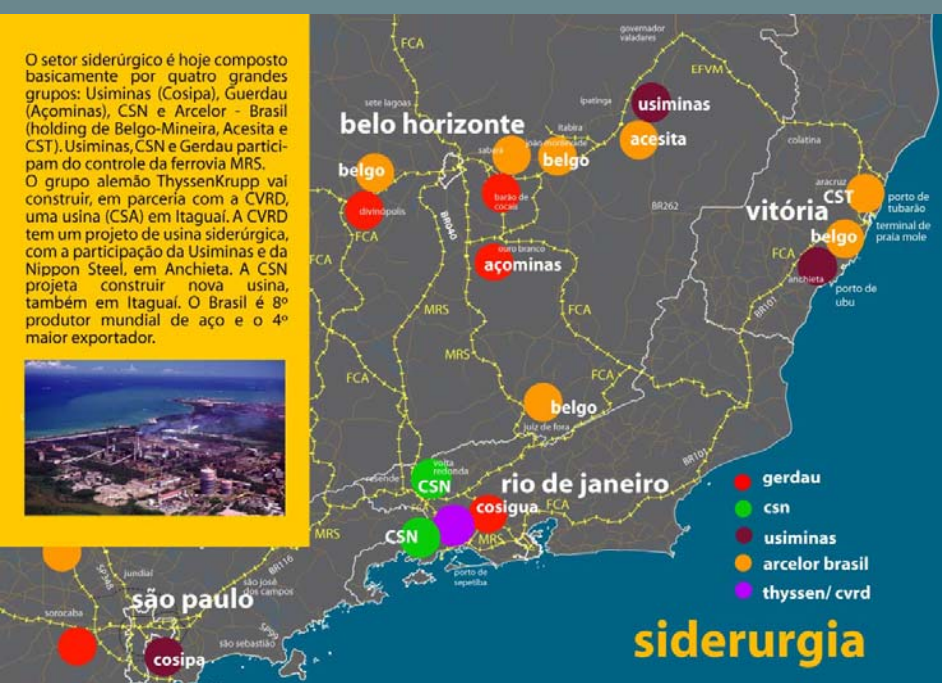 O setor siderúrgico é hoje composto
basicamente por quatro grandes
grupos: Usiminas (Cosipa), Guerdau
(Açominas), CSN e Arcelor - Brasil
(holding de Belgo-Mineira, Acesita e
CST). Usiminas, CSN e Gerdau partici-
pam do controle da ferrovia MRS.
O grupo alemão ThyssenKrupp vai
construir, em parceria com a CVRD,
uma usina (CSA) em Itaguaí. A CVRD
tem um projeto de usina siderúrgica,
com a participação da Usiminas e da
Nippon Steel, em Anchieta. A CSN
projeta construir nova usina,
também em Itaguaí. O Brasil é 8º
produtor mundial de aço e o 4º
maior exportador.
governador
valadares
FCA
EFVM
ipatinga
usiminas
sete lagoas
belo horizonte
itabira
acesita
colatina
sabará
belgo
belgo
aracruz
CST
porto de
tubarão
barão de
cocais
divinópolis
BR262
vitória
terminal de
praia mole
BR040
belgo
FCA
ouro branco
FCA
FCA
açominas
anchieta
porto de
ubu
MRS
FCA
BR101
MRS
FCA
FCA
belgo
juiz de fora
BR101
volta
redonda
resende
CSN
rio de janeiro
gerdau
cosigua
FCA
csn
MRS
CSN
MRS
usiminas
arcelor brasil
BR116
porto de
sepetiba
jundiaí
thyssen/ cvrd
SP348
são josé
dos campos
são paulo
sorocaba
SP99
são sebastião
siderurgia
cosipa